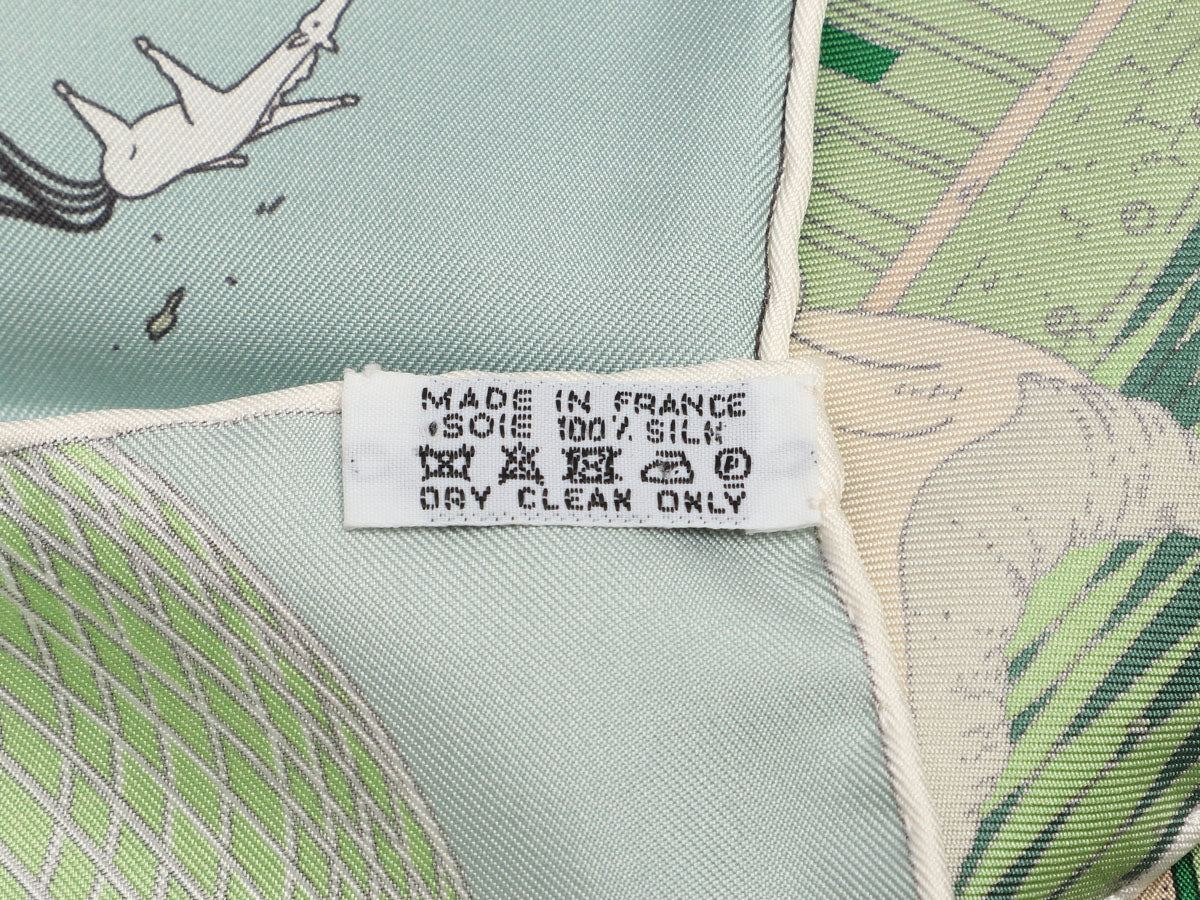 MADE IN FRANCE
SOIE 100% SILK
P
DRY CLEAN ONLY